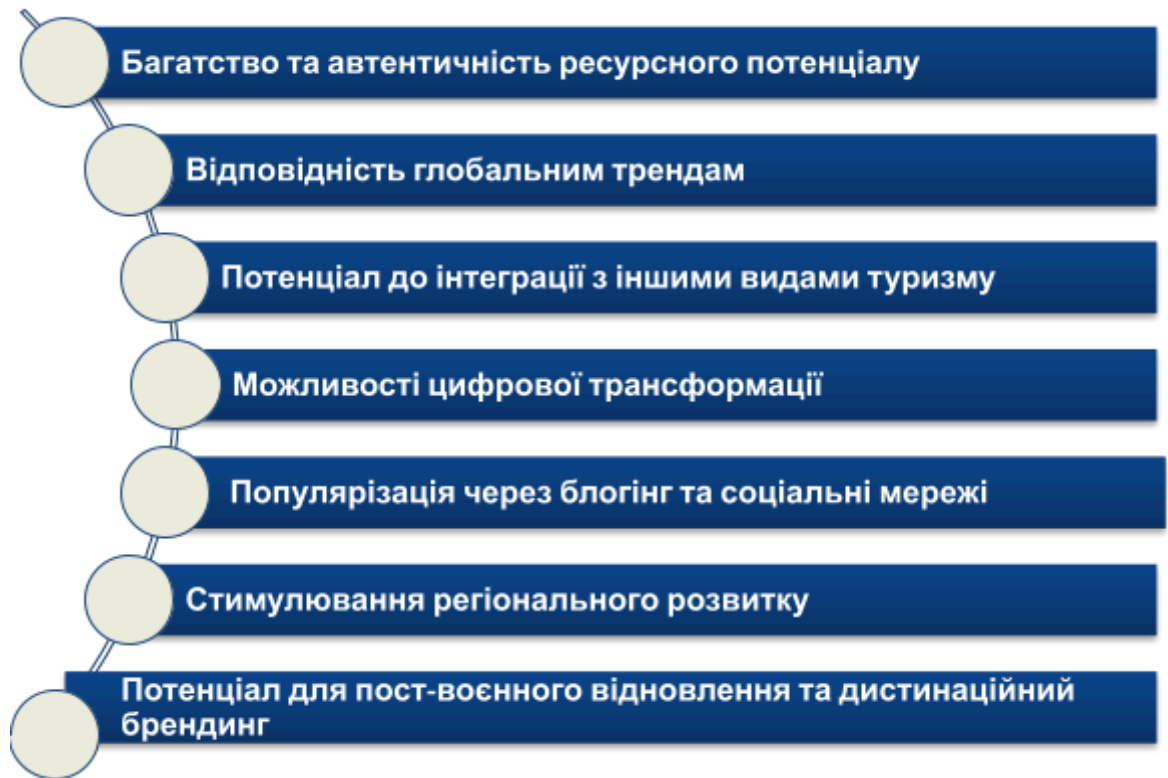 Багатство та автентичність ресурсного потенціалу
Відповідність глобальним трендам
Потенціал до інтеграції з іншими видами туризму
Можливості цифрової трансформації
Популярізація через блогінг та соціальні мережі
Стимулювання регіонального розвитку
Потенціал для пост-воєнного відновлення та дистинаційний
брендинг